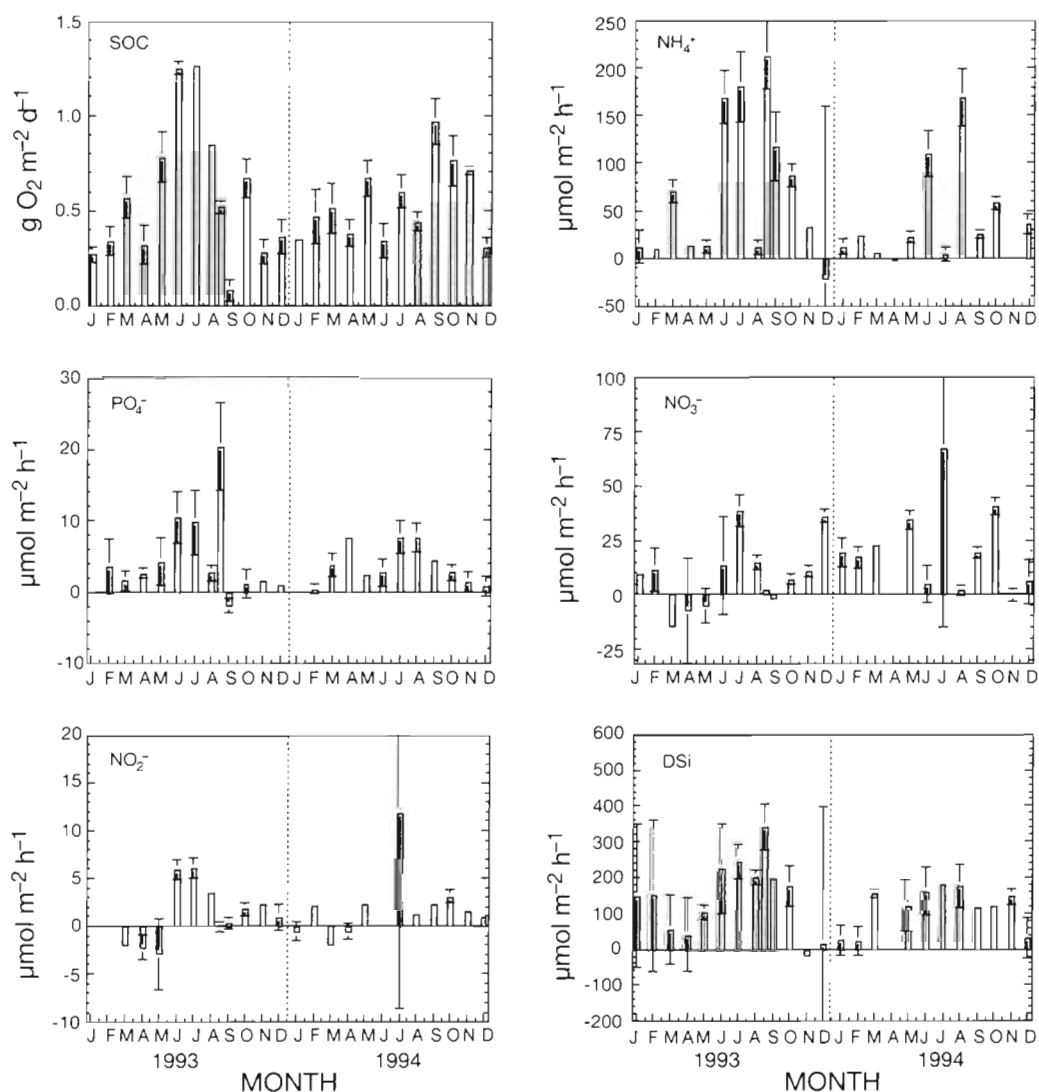 SOC
1.5
1.0
0.5
0.0
g O₂ m⁻² d⁻¹
J F M A M J J A S O N D J F M A M J J A S O N D
NH₄⁺
250
200
150
100
50
0
-50
µmol m⁻² h⁻¹
J F M A M J J A S O N D J F M A M J J A S O N D
PO₄⁻
30
20
10
0
-10
µmol m⁻² h⁻¹
J F M A M J J A S O N D J F M A M J J A S O N D
NO₃⁻
100
75
50
25
0
-25
µmol m⁻² h⁻¹
J F M A M J J A S O N D J F M A M J J A S O N D
NO₂⁻
20
15
10
5
0
-5
-10
µmol m⁻² h⁻¹
J F M A M J J A S O N D J F M A M J J A S O N D
1993 1994
MONTH
DSi
600
500
400
300
200
100
0
-100
-200
µmol m⁻² h⁻¹
J F M A M J J A S O N D J F M A M J J A S O N D
1993 1994
MONTH